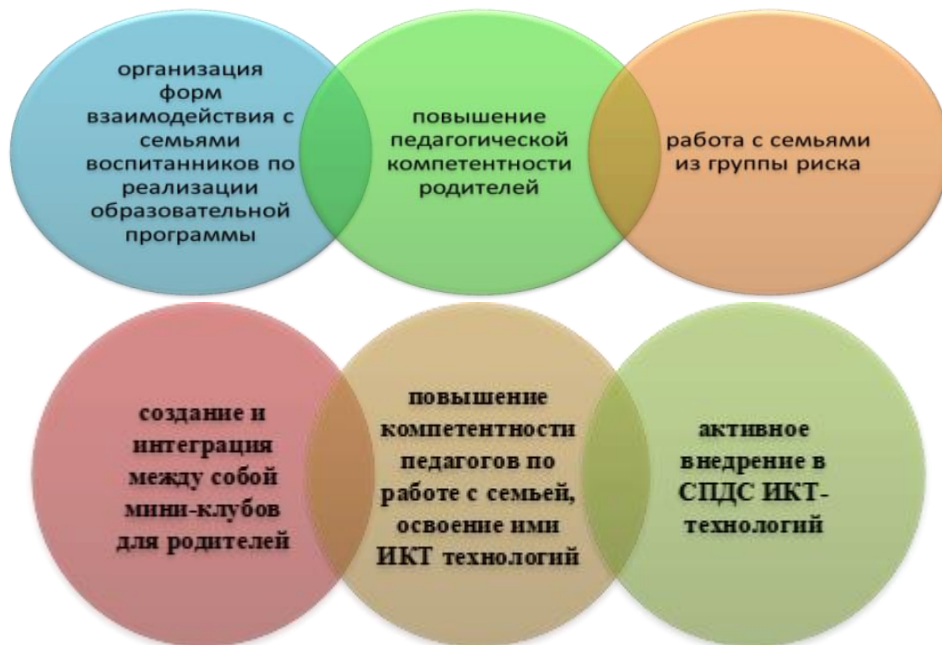 организация
форм
взаимодействия с
семьями
воспитанников по
реализации
образовательной
программы
повышение
педагогической
компетентности
родителей
работа с семьями
из группы риска
создание и
интеграция
между собой
мини-клубов
для родителей
повышение
компетентности
педагогов по
работе с семьей,
освоение ими
ИКТ технологий
активное
внедрение в
СПДС ИКТ-
технологий